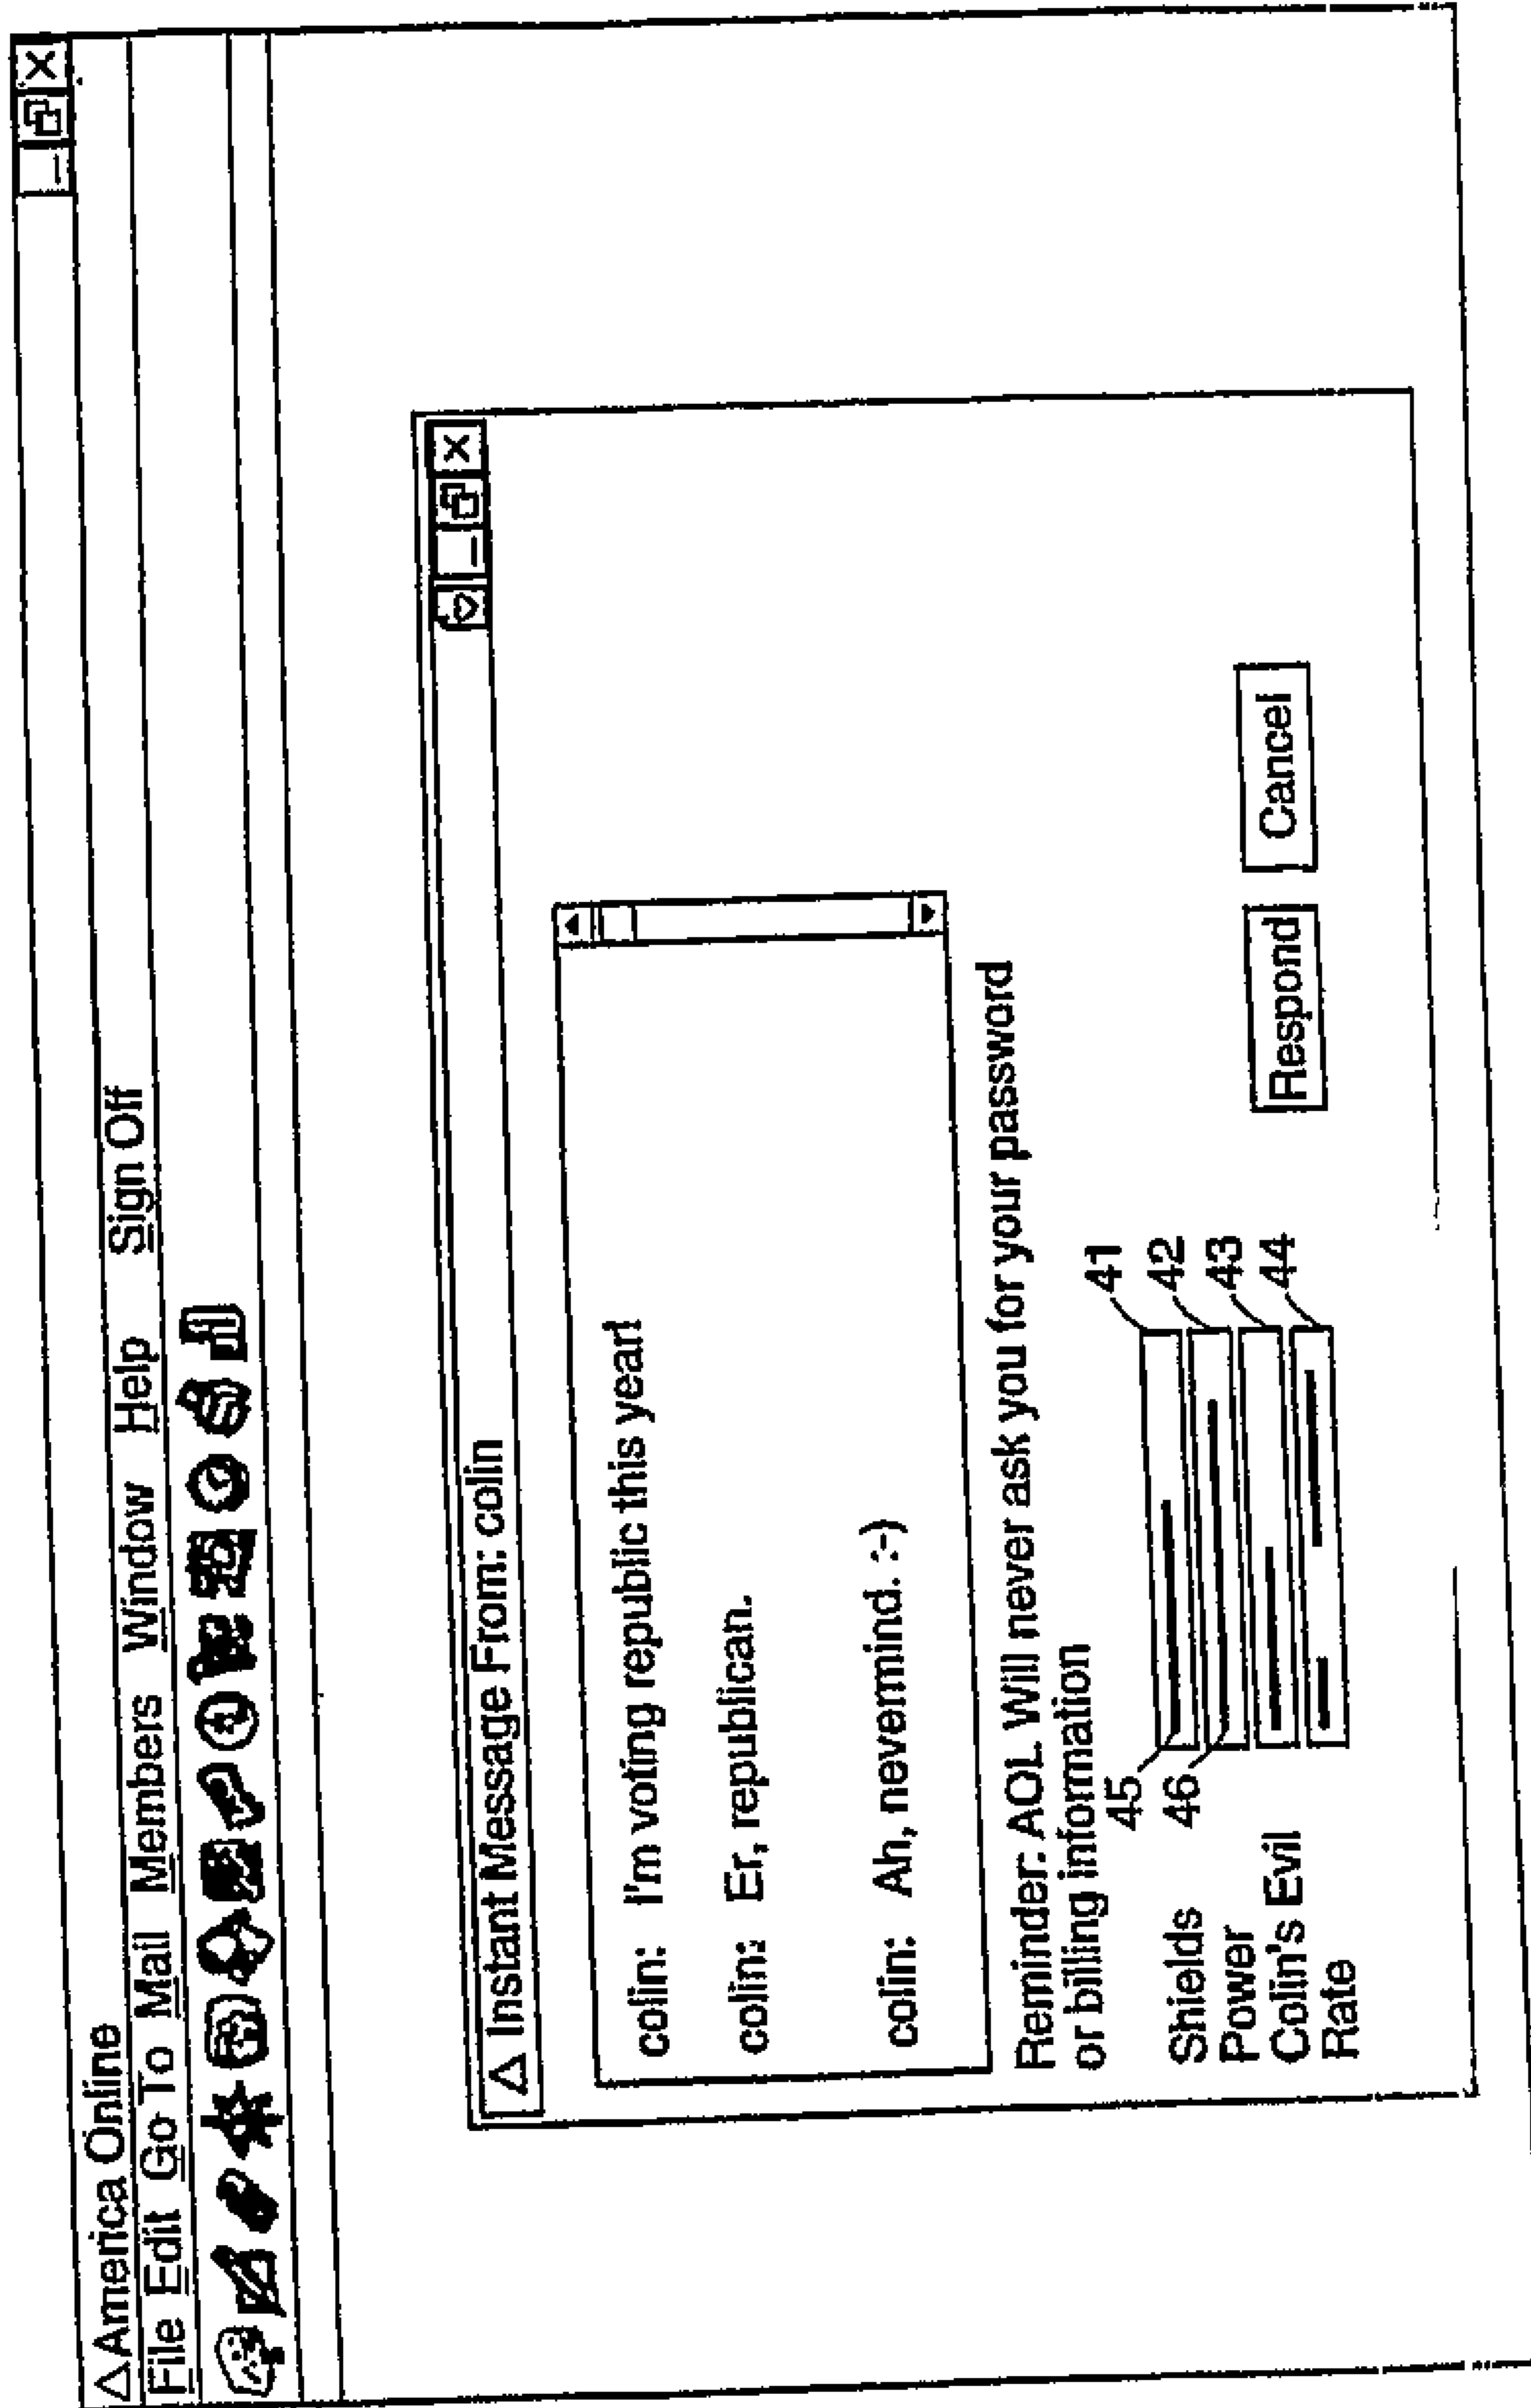 America Online
File Edit Go To Mail Members Window Help Sign Off
Instant Message From: colin
colin: I'm voting republic this year!
colin: Er, republican.
colin: Ah, nevemind. :-)
Reminder: AOL Will never ask you for your password
or billing information
45 41
Shields
46 42
Power
43
Colin's Evil
44
Rate
Respond Cancel